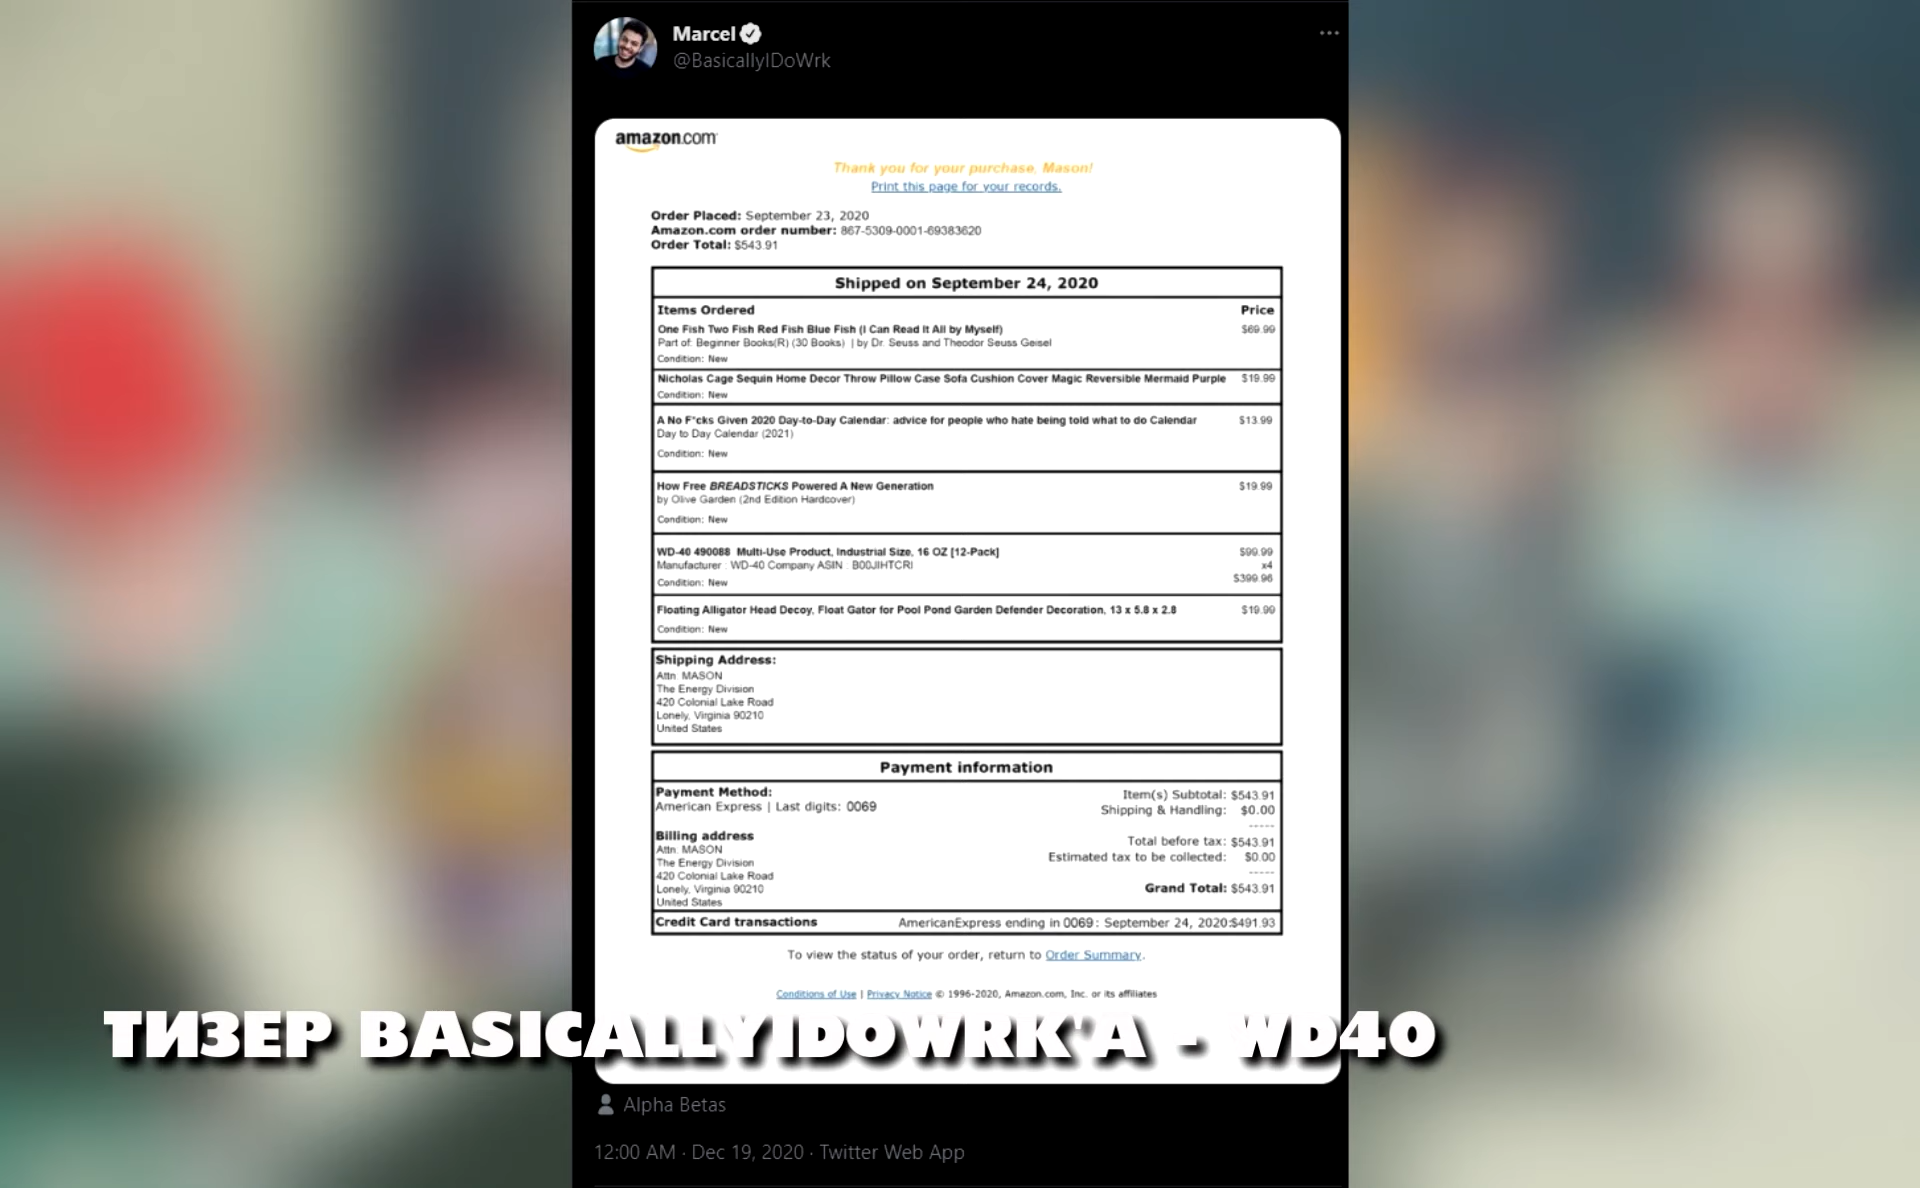 Marcel
@BasicallyIDoWrk
amazon.com
Thank you for your purchase, Mason!
Print this page for your records.
Order Placed: September 23, 2020
Amazon.com order number: 867-5309-0001-69383620
Order Total: $543.91
Shipped on September 24, 2020
Items Ordered Price
One Fish Two Fish Red Fish Blue Fish (I Can Read It All by Myself) $69.99
Part of: Beginner Books(R) (30 Books) | by Dr. Seuss and Theodor Seuss Geisel
Condition: New
Nicholas Cage Sequin Home Decor Throw Pillow Case Sofa Cushion Cover Magic Reversible Mermaid Purple $19.99
Condition: New
A No F*cks Given 2020 Day-to-Day Calendar: advice for people who hate being told what to do Calendar $13.99
Day to Day Calendar (2021)
Condition: New
How Free BREADSTICKS Powered A New Generation $19.99
by Olive Garden (2nd Edition Hardcover)
Condition: New
WD-40 490088 Multi-Use Product, Industrial Size, 16 OZ [12-Pack] $99.99
Manufacturer : WD-40 Company ASIN : B00JIHTCRI x4
Condition: New $399.96
Floating Alligator Head Decoy, Float Gator for Pool Pond Garden Defender Decoration, 13 x 5.8 x 2.8 $19.99
Condition: New
Shipping Address:
Attn: MASON
The Energy Division
420 Colonial Lake Road
Lonely, Virginia 90210
United States
Payment information
Payment Method:
American Express | Last digits: 0069
Item(s) Subtotal: $543.91
Shipping & Handling: $0.00
-----
Total before tax: $543.91
Estimated tax to be collected: $0.00
-----
Grand Total: $543.91
Billing address
Attn: MASON
The Energy Division
420 Colonial Lake Road
Lonely, Virginia 90210
United States
Credit Card transactions AmericanExpress ending in 0069: September 24, 2020:$491.93
To view the status of your order, return to Order Summary.
Conditions of Use | Privacy Notice © 1996-2020, Amazon.com, Inc. or its affiliates
ТИЗЕР BASICALLYIDOWRK'А - WD40
Alpha Betas
12:00 AM · Dec 19, 2020 · Twitter Web App